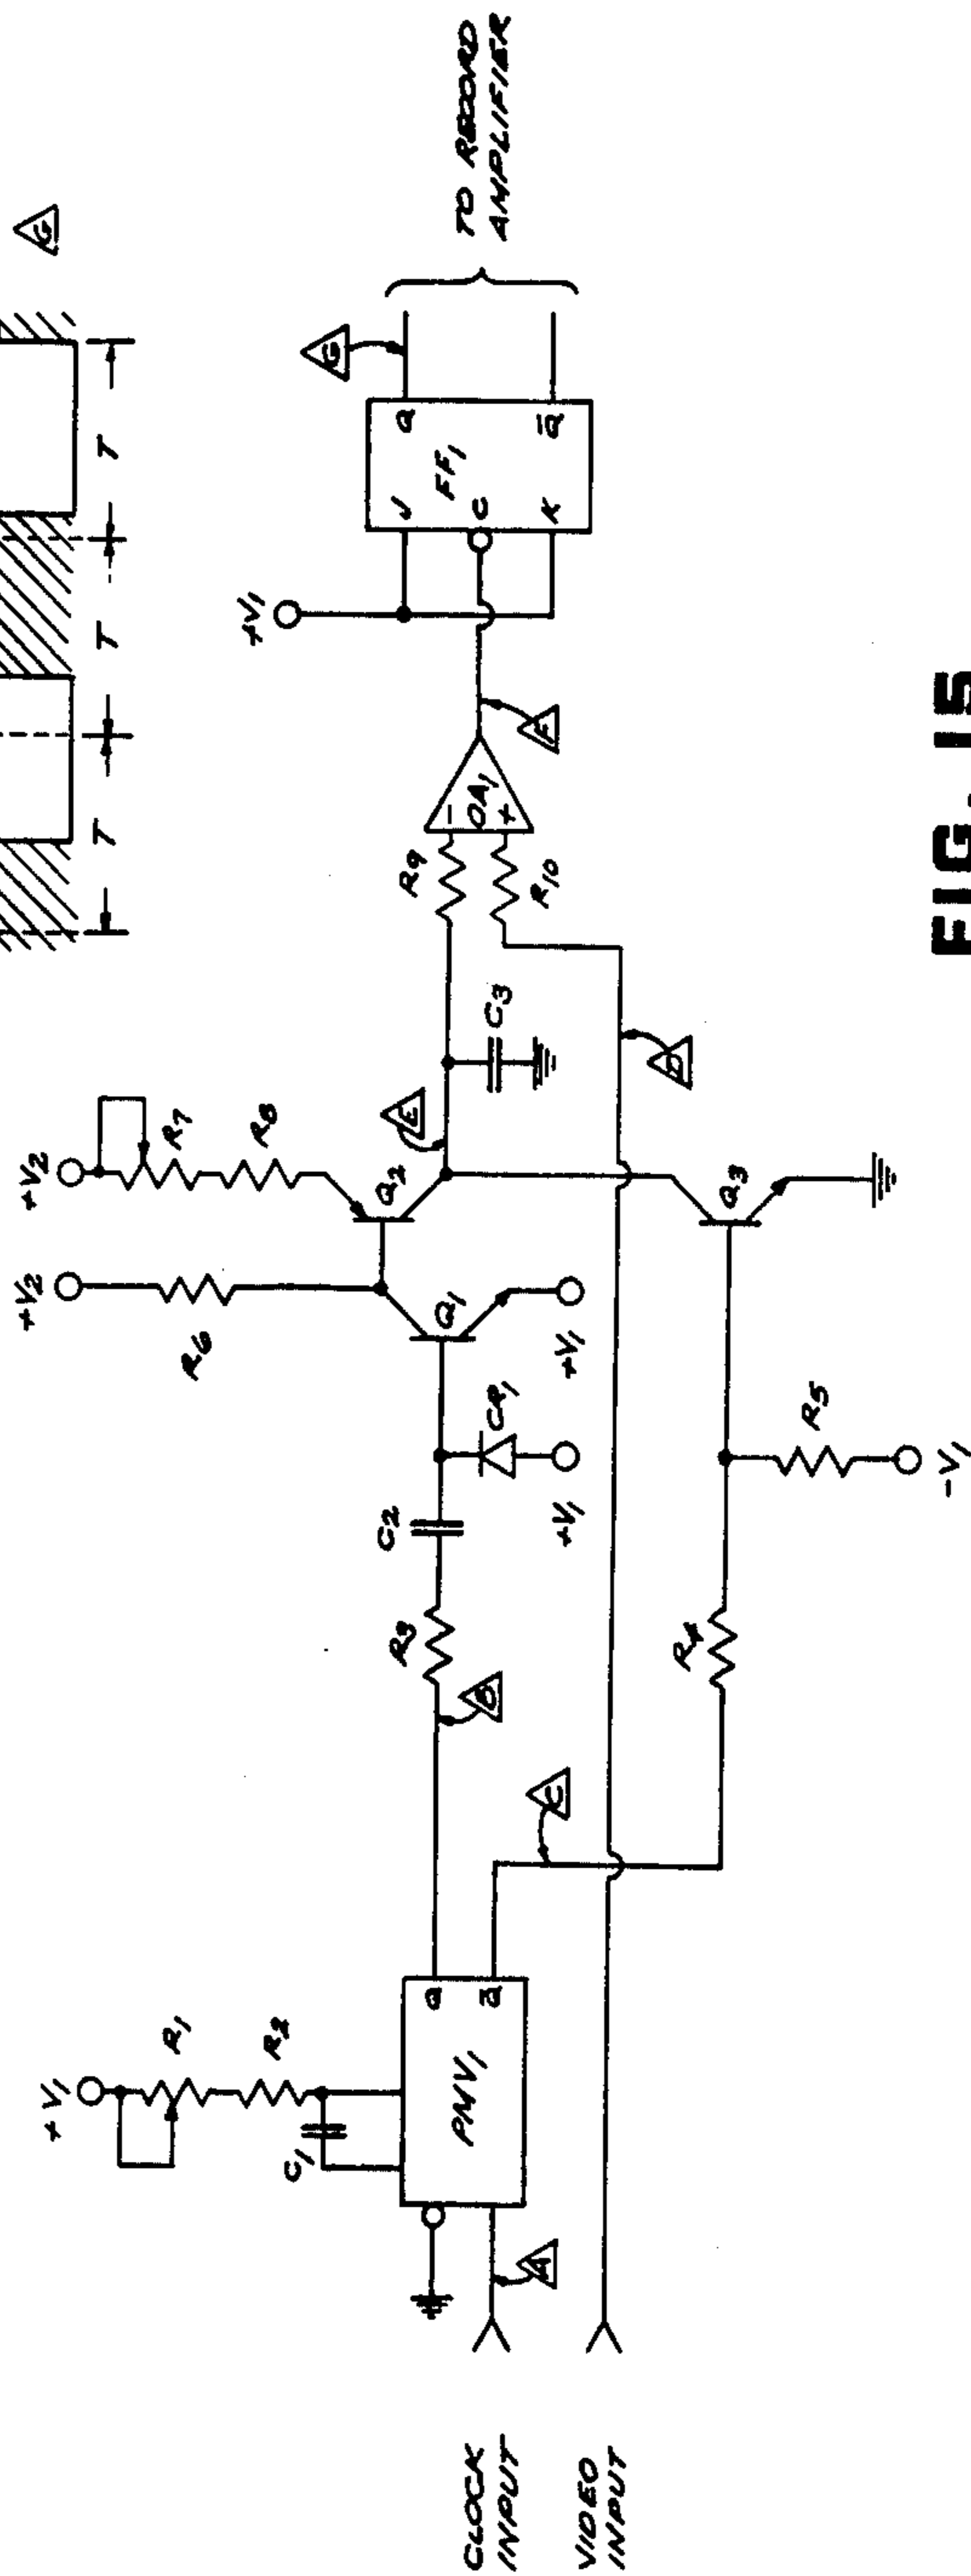 G
T T T
CLOCK
INPUT
VIDEO
INPUT
A
+V1
R1
R2
C1
PMV1
Q
Q̅
B
C
R3
C2
CR1
+V1
R4
R5
-V1
+V2
R6
Q1
+V1
+V2
R7
R8
Q2
Q3
E
C3
D
R9
R10
-
OA1
+
F
+V1
J
C
K
FF1
Q
Q̅
G
TO RECORD
AMPLIFIER
FIG. 15